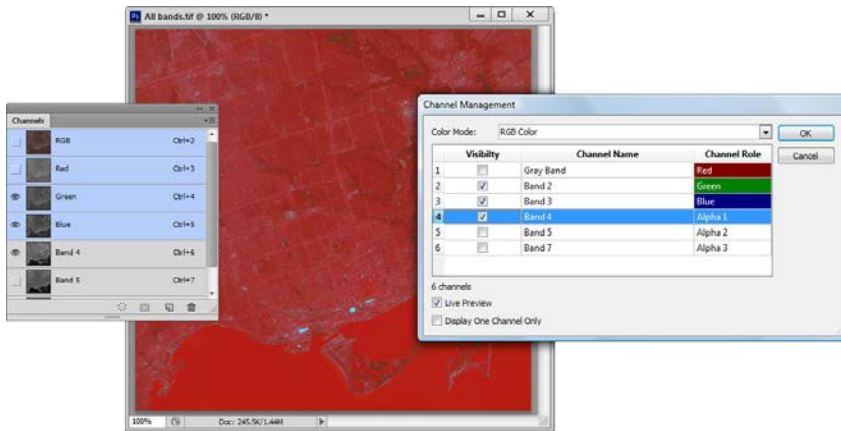 All bands.tif @ 100% (RGB/8) *
Channels
RGB Ctrl+2
Red Ctrl+3
Green Ctrl+4
Blue Ctrl+5
Band 4 Ctrl+6
Band 5 Ctrl+7
100% Doc: 245.5K/1.44M
Channel Management
Color Mode: RGB Color OK
Cancel
Visibilty Channel Name Channel Role
1 Gray Band Red
2 Band 2 Green
3 Band 3 Blue
4 Band 4 Alpha 1
5 Band 5 Alpha 2
6 Band 7 Alpha 3
6 channels
Live Preview
Display One Channel Only